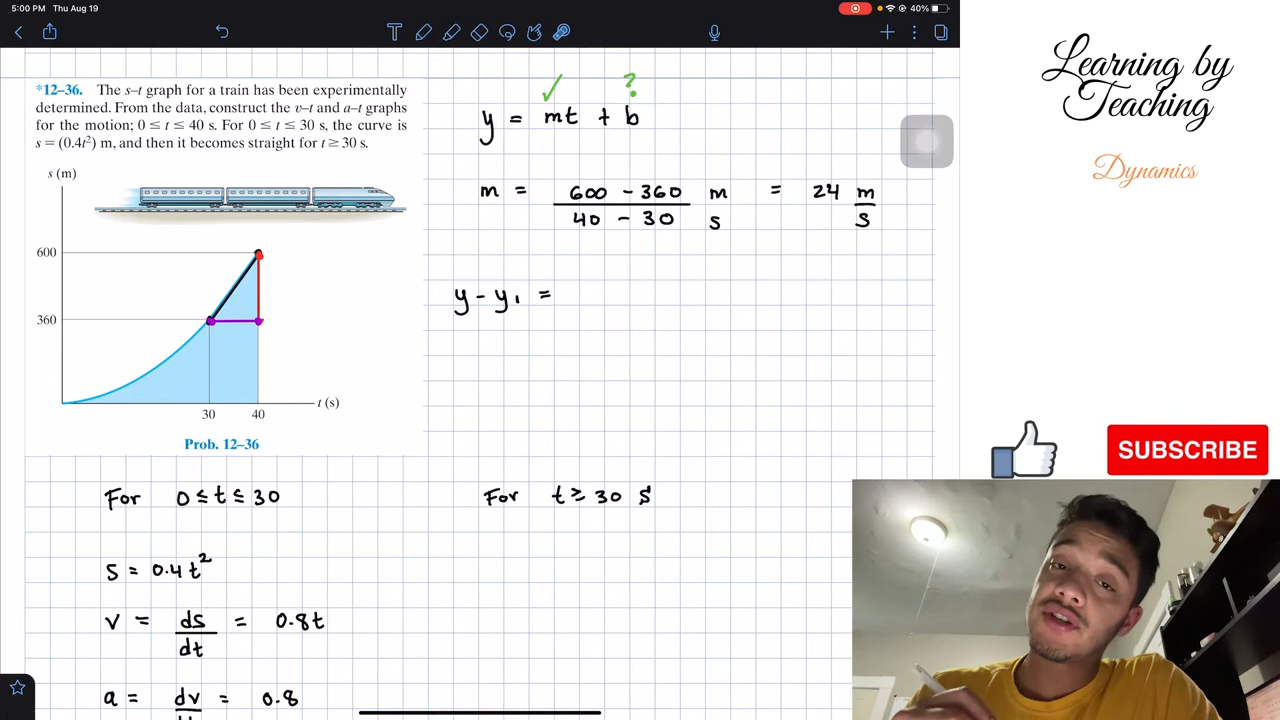 5:00 PM Thu Aug 19
40%
*12–36. The s–t graph for a train has been experimentally
determined. From the data, construct the v–t and a–t graphs
for the motion; 0 ≤ t ≤ 40 s. For 0 ≤ t ≤ 30 s, the curve is
s = (0.4t²) m, and then it becomes straight for t ≥ 30 s.
s (m)
600
360
30
40
t (s)
Prob. 12–36
✓ ?
y = mt + b
m = 600 - 360 m = 24 m
40 - 30 s s
y - y₁ =
For 0 ≤ t ≤ 30
s = 0.4t²
v = ds = 0.8t
dt
a = dv = 0.8
For t ≥ 30 s
Learning by
Teaching
Dynamics
SUBSCRIBE